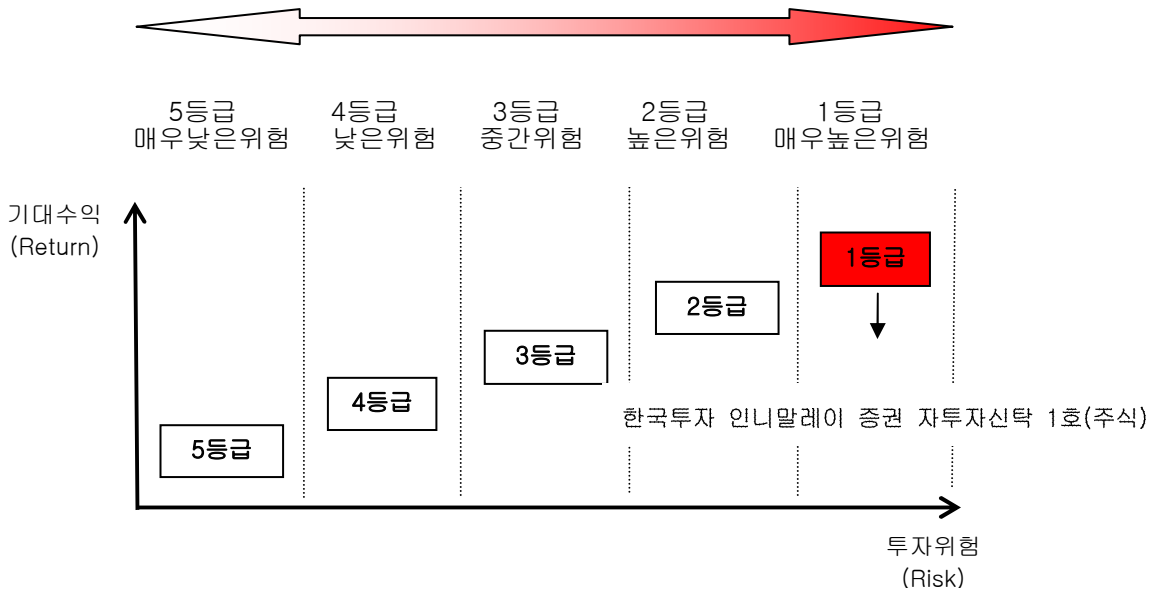 5등급
매우낮은위험
4등급
낮은위험
3등급
중간위험
2등급
높은위험
1등급
매우높은위험
기대수익
(Return)
1등급
2등급
3등급
4등급
한국투자 인니말레이 증권 자투자신탁 1호(주식)
5등급
투자위험
(Risk)